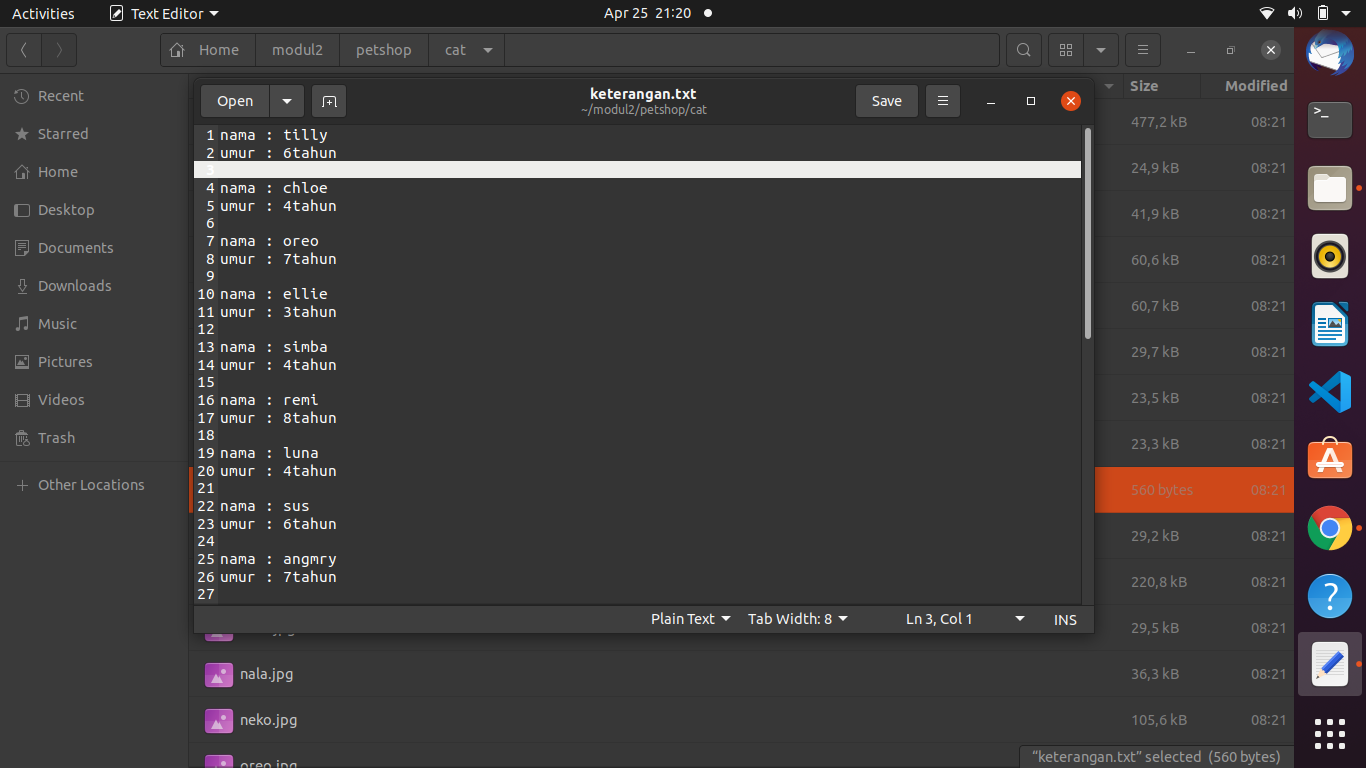 Activities Text Editor Apr 25 21:20
Home modul2 petshop cat
Recent
Starred
Home
Desktop
Documents
Downloads
Music
Pictures
Videos
Trash
Other Locations
Open keterangan.txt Save
~/modul2/petshop/cat
1 nama : tilly
2 umur : 6tahun
3
4 nama : chloe
5 umur : 4tahun
6
7 nama : oreo
8 umur : 7tahun
9
10 nama : ellie
11 umur : 3tahun
12
13 nama : simba
14 umur : 4tahun
15
16 nama : remi
17 umur : 8tahun
18
19 nama : luna
20 umur : 4tahun
21
22 nama : sus
23 umur : 6tahun
24
25 nama : angmry
26 umur : 7tahun
27
Plain Text Tab Width: 8 Ln 3, Col 1 INS
Size Modified
477,2 kB 08:21
24,9 kB 08:21
41,9 kB 08:21
60,6 kB 08:21
60,7 kB 08:21
29,7 kB 08:21
23,5 kB 08:21
23,3 kB 08:21
560 bytes 08:21
29,2 kB 08:21
220,8 kB 08:21
29,5 kB 08:21
nala.jpg 36,3 kB 08:21
neko.jpg 105,6 kB 08:21
oreo.jpg
"keterangan.txt" selected (560 bytes)